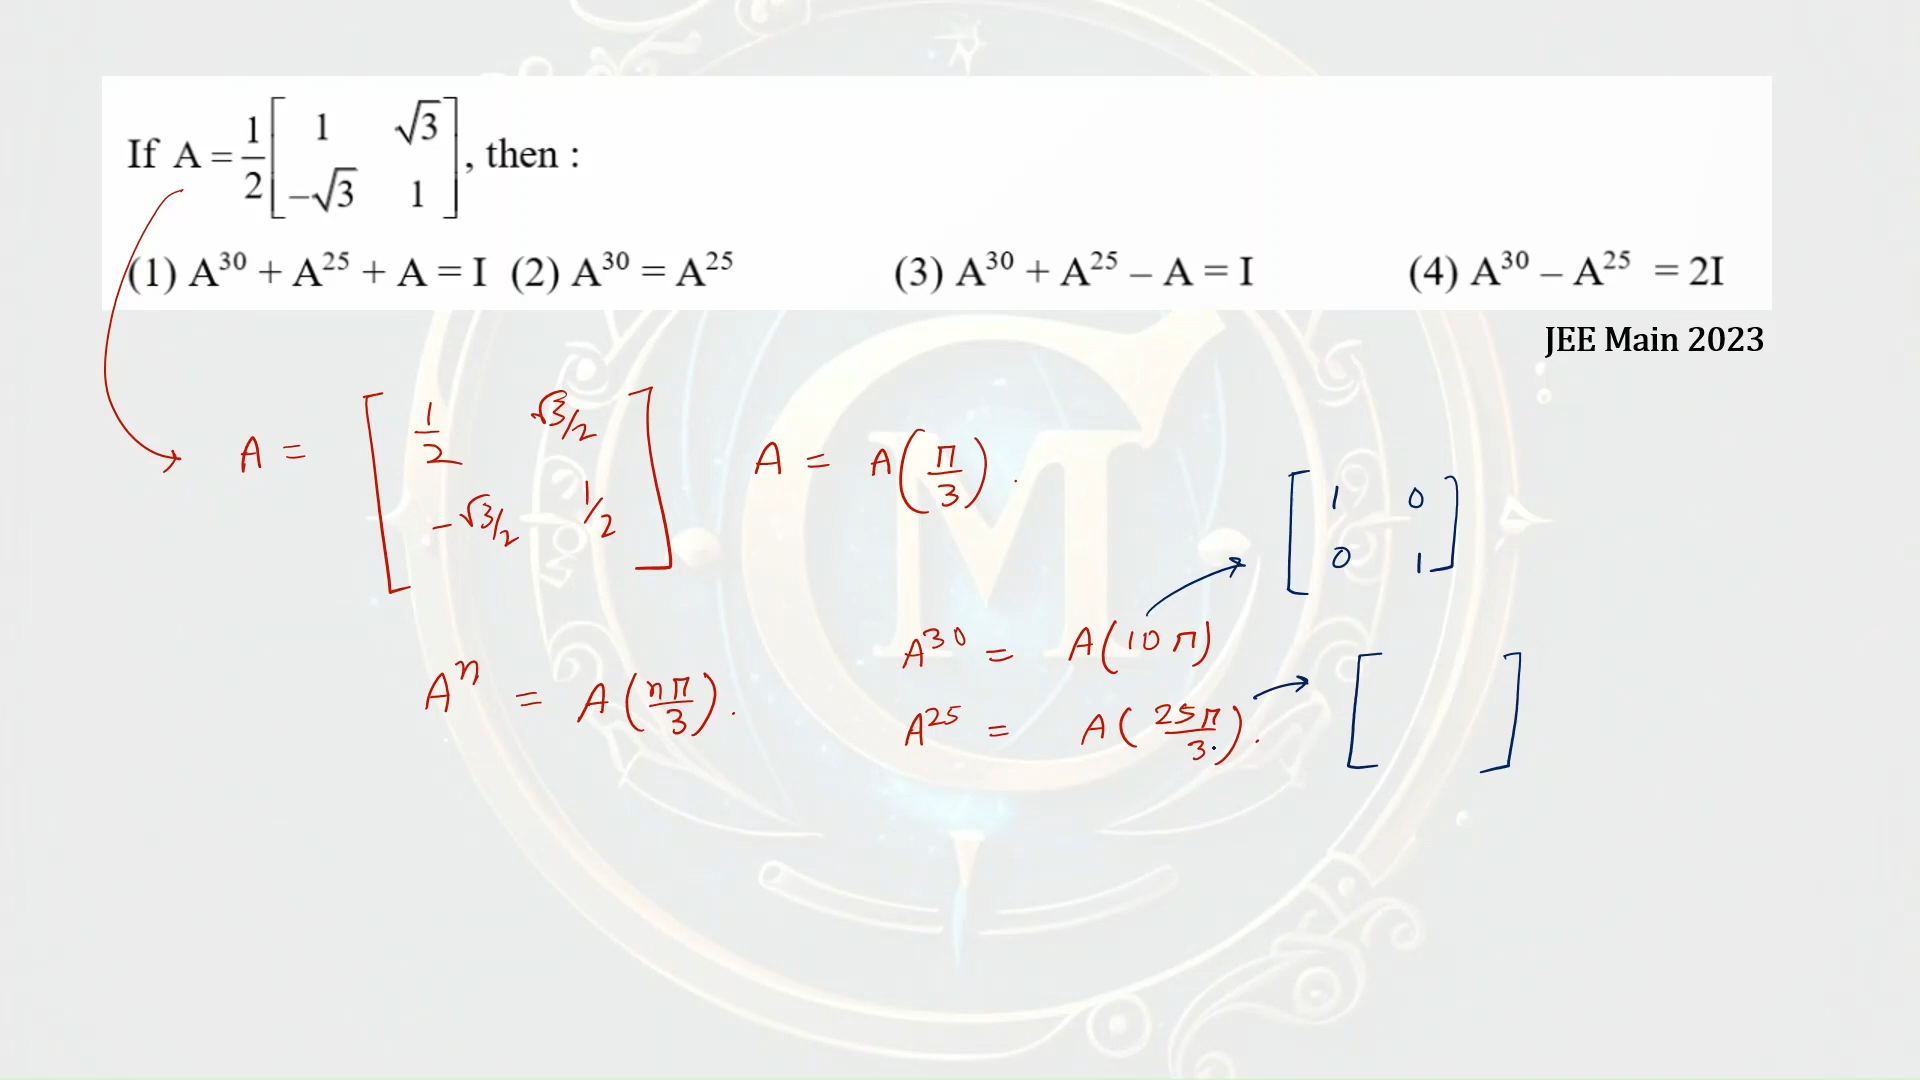 If A = 1/2 [ 1 √3 ; −√3 1 ], then :
(1) A³⁰ + A²⁵ + A = I (2) A³⁰ = A²⁵ (3) A³⁰ + A²⁵ – A = I (4) A³⁰ – A²⁵ = 2I
JEE Main 2023
A = [ 1/2 √3/2 ; -√3/2 1/2 ] A = A(π/3).
[ 1 0 ; 0 1 ]
A³⁰ = A(10π)
Aⁿ = A(nπ/3).
A²⁵ = A(25π/3). [ ]
M